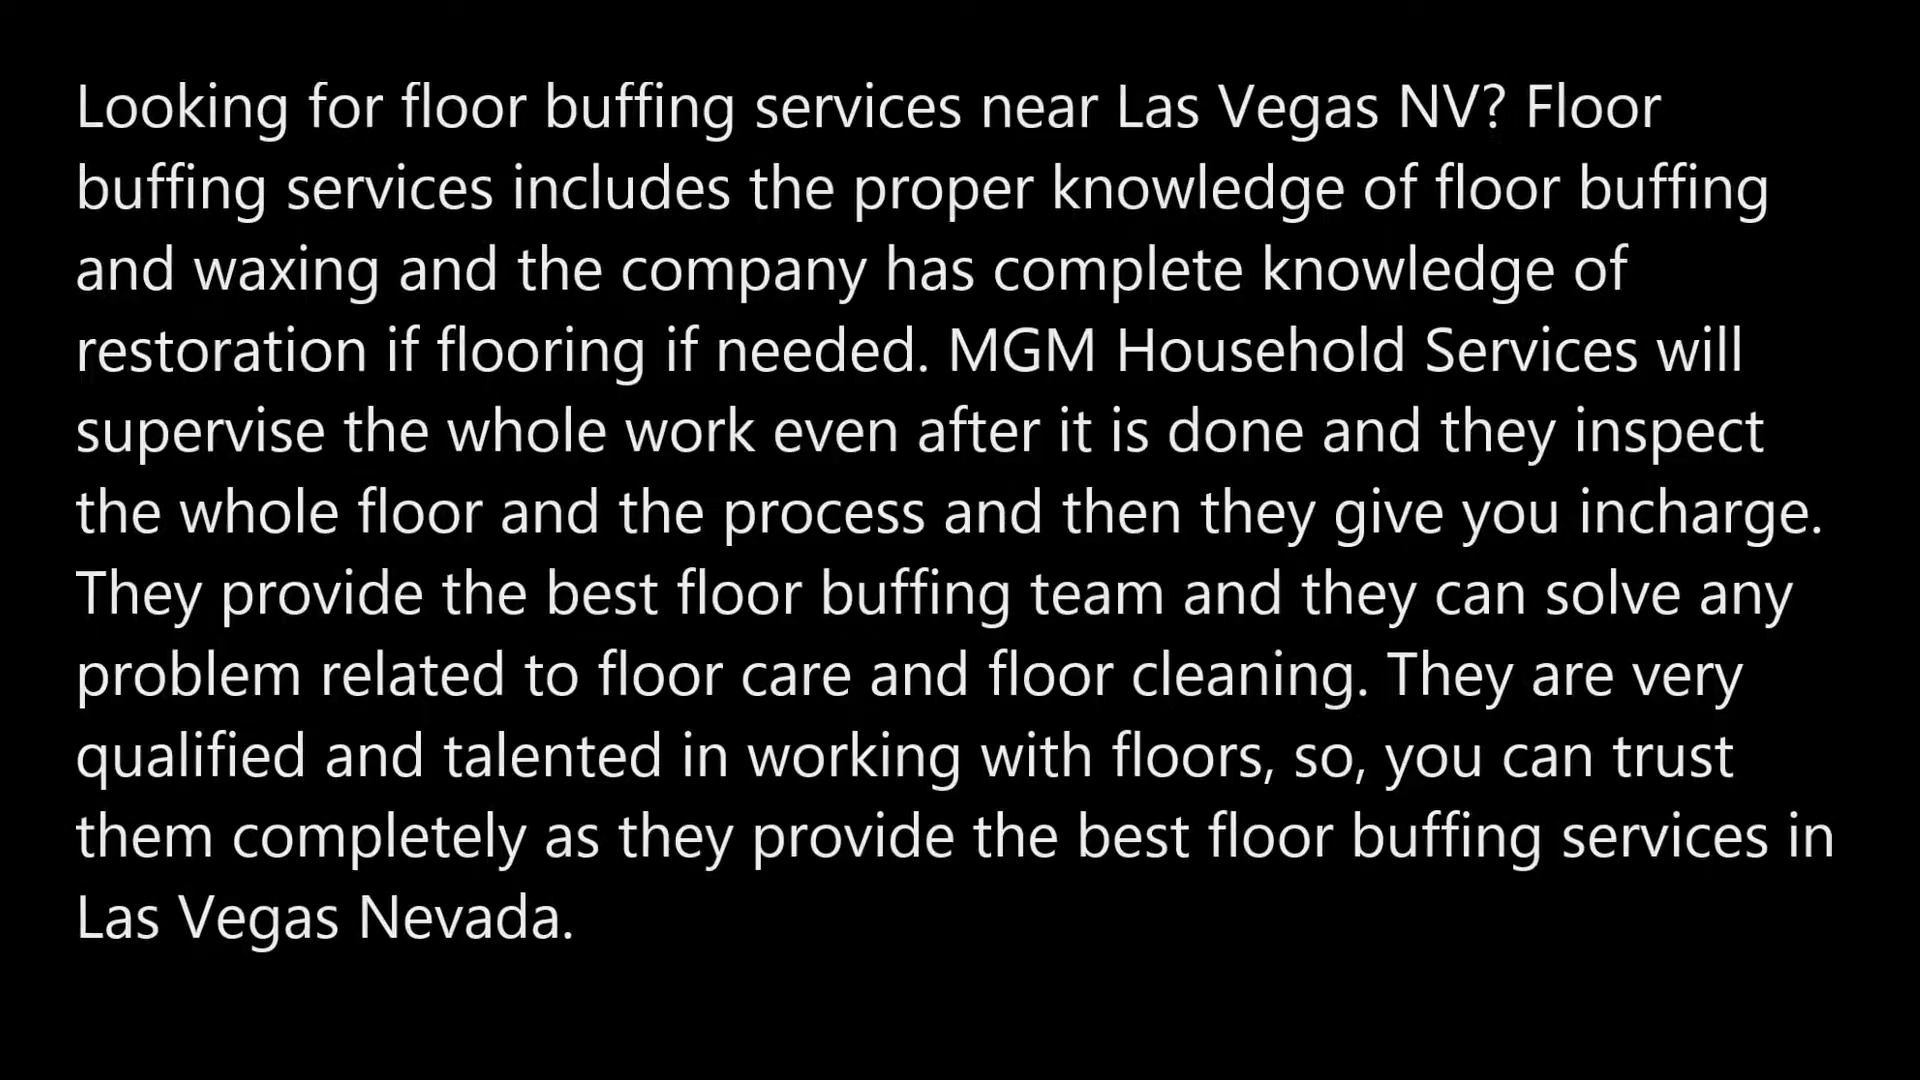 Looking for floor buffing services near Las Vegas NV? Floor
buffing services includes the proper knowledge of floor buffing
and waxing and the company has complete knowledge of
restoration if flooring if needed. MGM Household Services will
supervise the whole work even after it is done and they inspect
the whole floor and the process and then they give you incharge.
They provide the best floor buffing team and they can solve any
problem related to floor care and floor cleaning. They are very
qualified and talented in working with floors, so, you can trust
them completely as they provide the best floor buffing services in
Las Vegas Nevada.